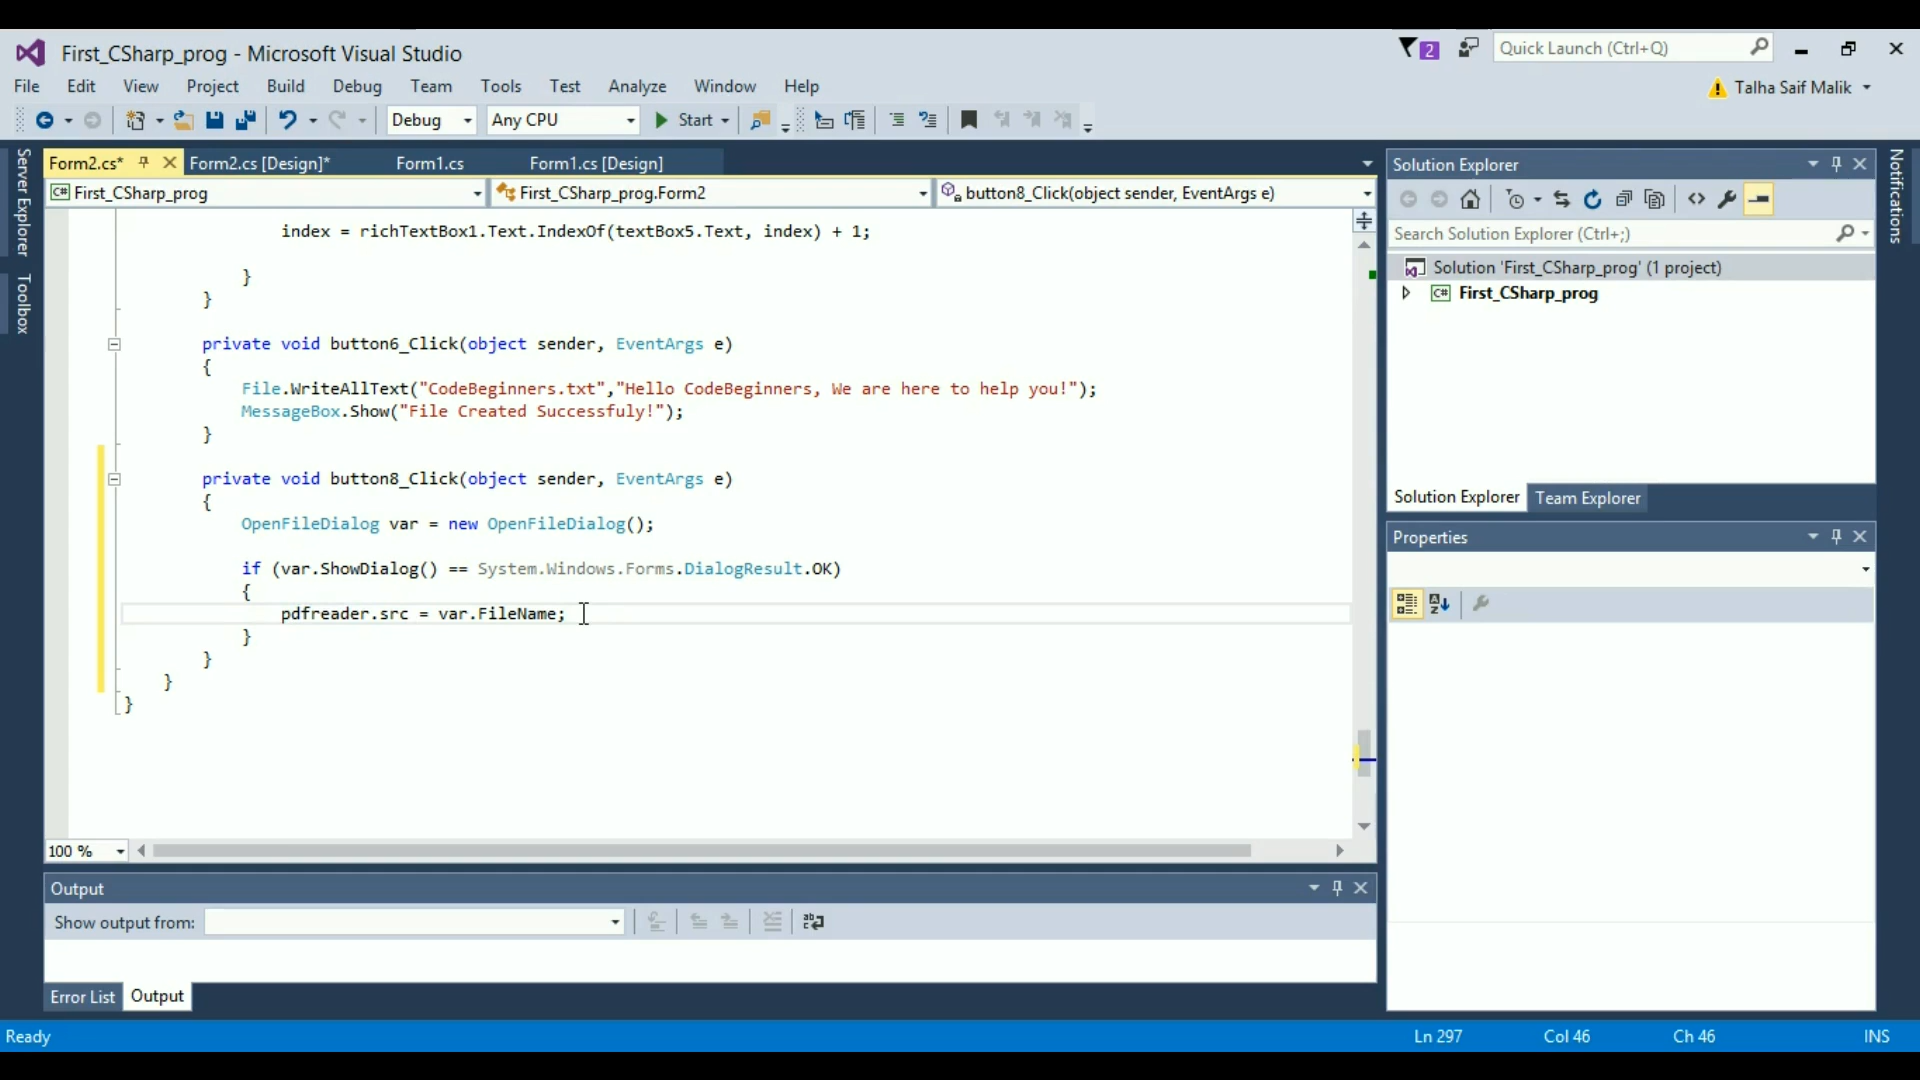 First_CSharp_prog - Microsoft Visual Studio
2
Quick Launch (Ctrl+Q)
File Edit View Project Build Debug Team Tools Test Analyze Window Help
Talha Saif Malik
Debug Any CPU Start
Server Explorer
Toolbox
Form2.cs* Form2.cs [Design]* Form1.cs Form1.cs [Design]
First_CSharp_prog First_CSharp_prog.Form2 button8_Click(object sender, EventArgs e)
index = richTextBox1.Text.IndexOf(textBox5.Text, index) + 1;
}
}
private void button6_Click(object sender, EventArgs e)
{
File.WriteAllText("CodeBeginners.txt","Hello CodeBeginners, We are here to help you!");
MessageBox.Show("File Created Successfuly!");
}
private void button8_Click(object sender, EventArgs e)
{
OpenFileDialog var = new OpenFileDialog();
if (var.ShowDialog() == System.Windows.Forms.DialogResult.OK)
{
pdfreader.src = var.FileName;
}
}
}
}
100 %
Output
Show output from:
Error List Output
Solution Explorer
Search Solution Explorer (Ctrl+;)
Solution 'First_CSharp_prog' (1 project)
C# First_CSharp_prog
Solution Explorer Team Explorer
Properties
Notifications
Ready Ln 297 Col 46 Ch 46 INS